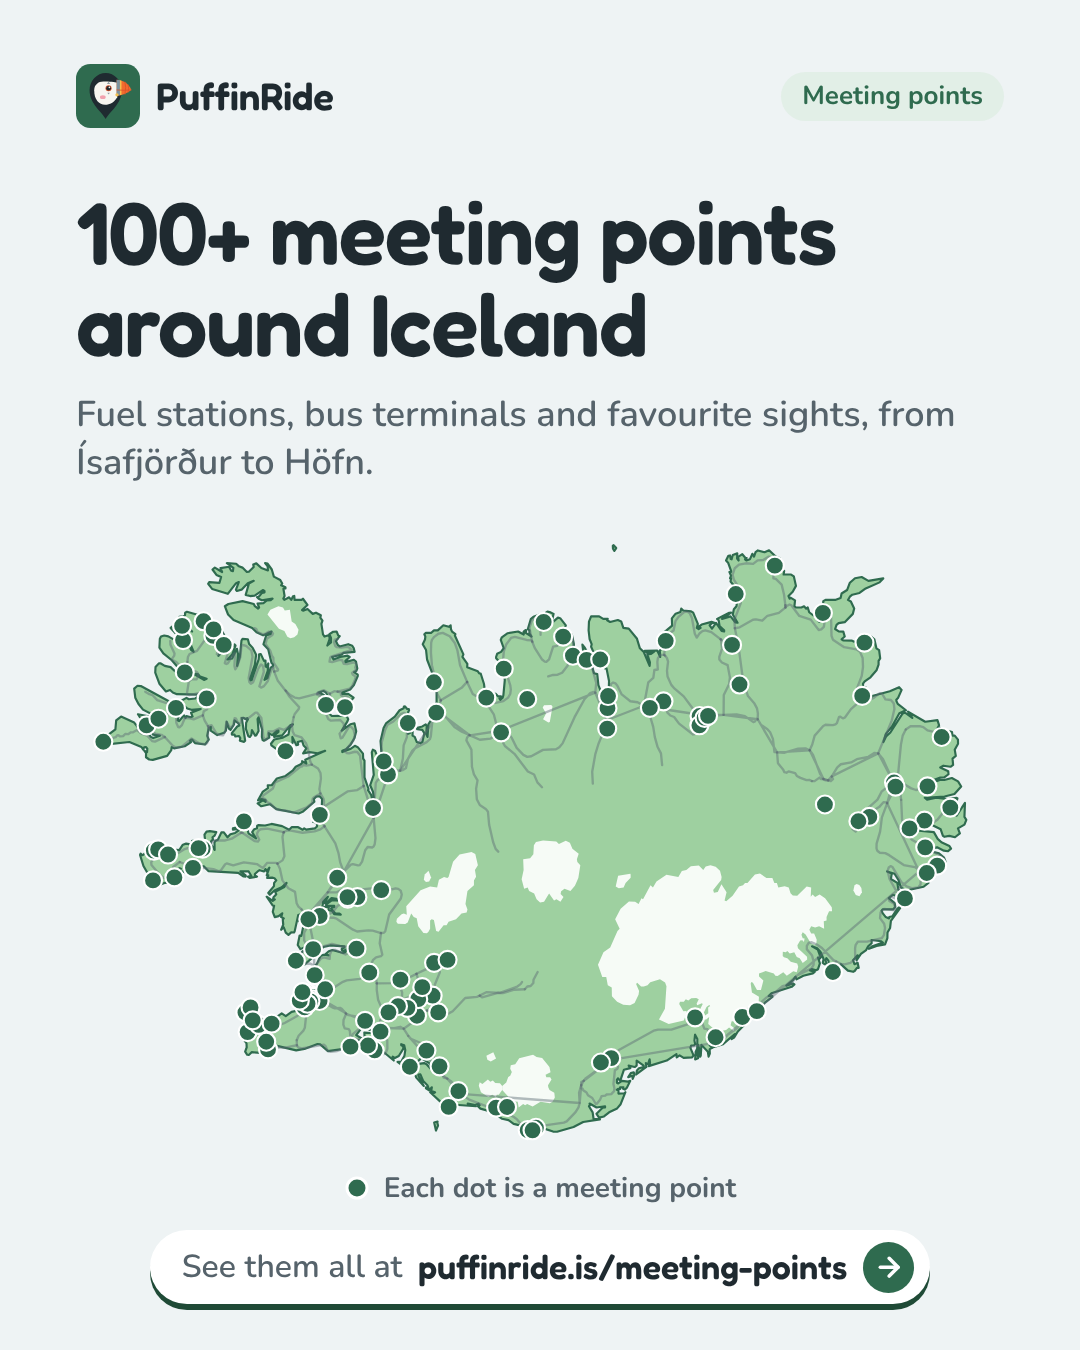 PuffinRide
Meeting points
100+ meeting points
around Iceland
Fuel stations, bus terminals and favourite sights, from
Ísafjörður to Höfn.
Each dot is a meeting point
See them all at puffinride.is/meeting-points